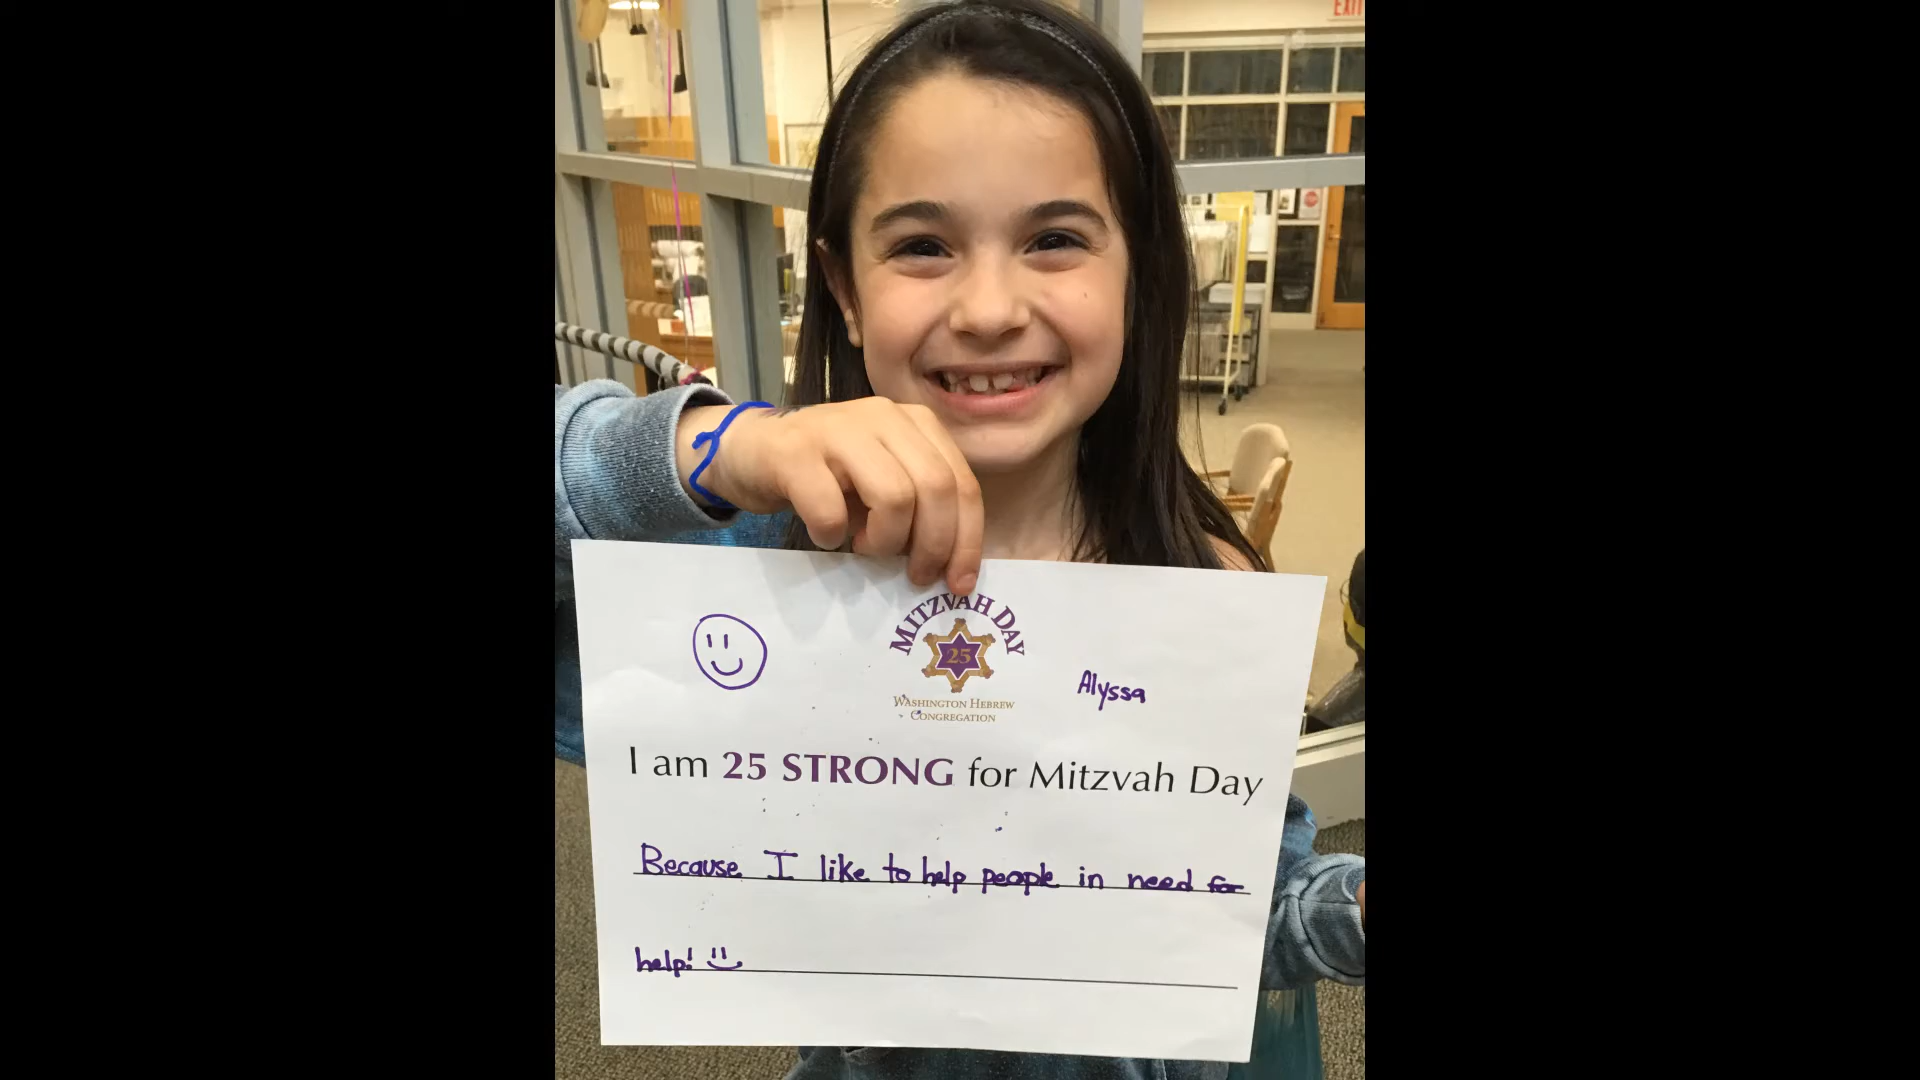 EXIT
MITZVAH DAY
25
WASHINGTON HEBREW
CONGREGATION
Alyssa
I am 25 STRONG for Mitzvah Day
Because I like to help people in need for
help!